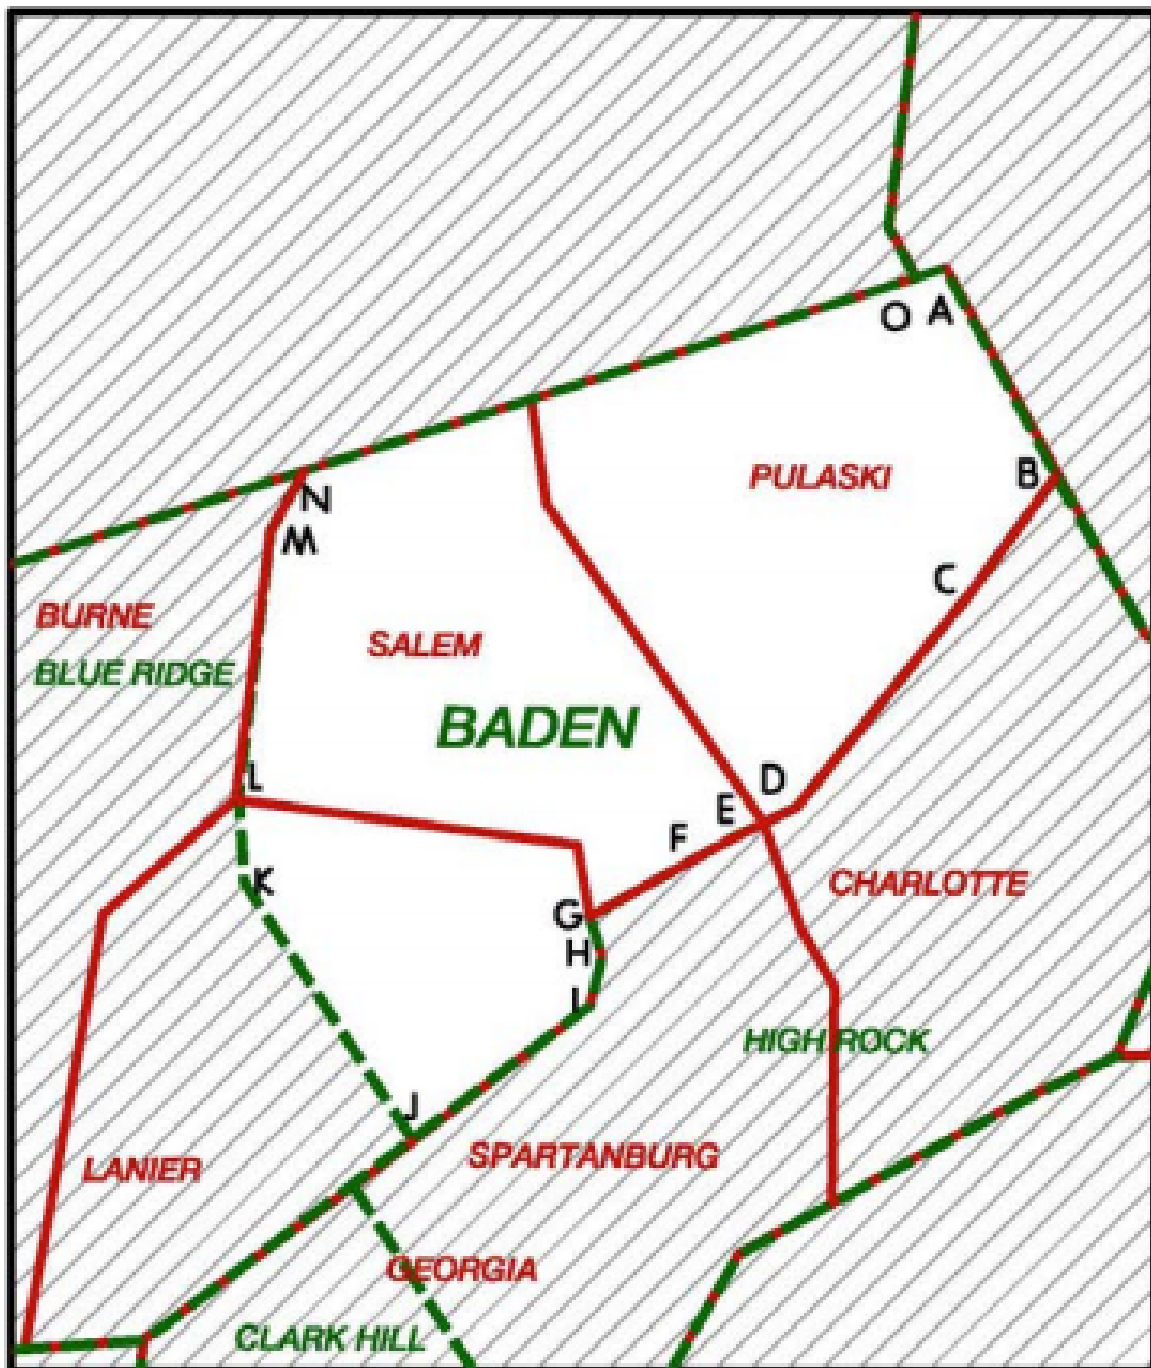 O A
PULASKI
B
N
M
C
BURNE
SALEM
BLUE RIDGE
BADEN
L
D
E
F
K
CHARLOTTE
G
H
I
HIGH ROCK
J
LANIER
SPARTANBURG
GEORGIA
CLARK HILL